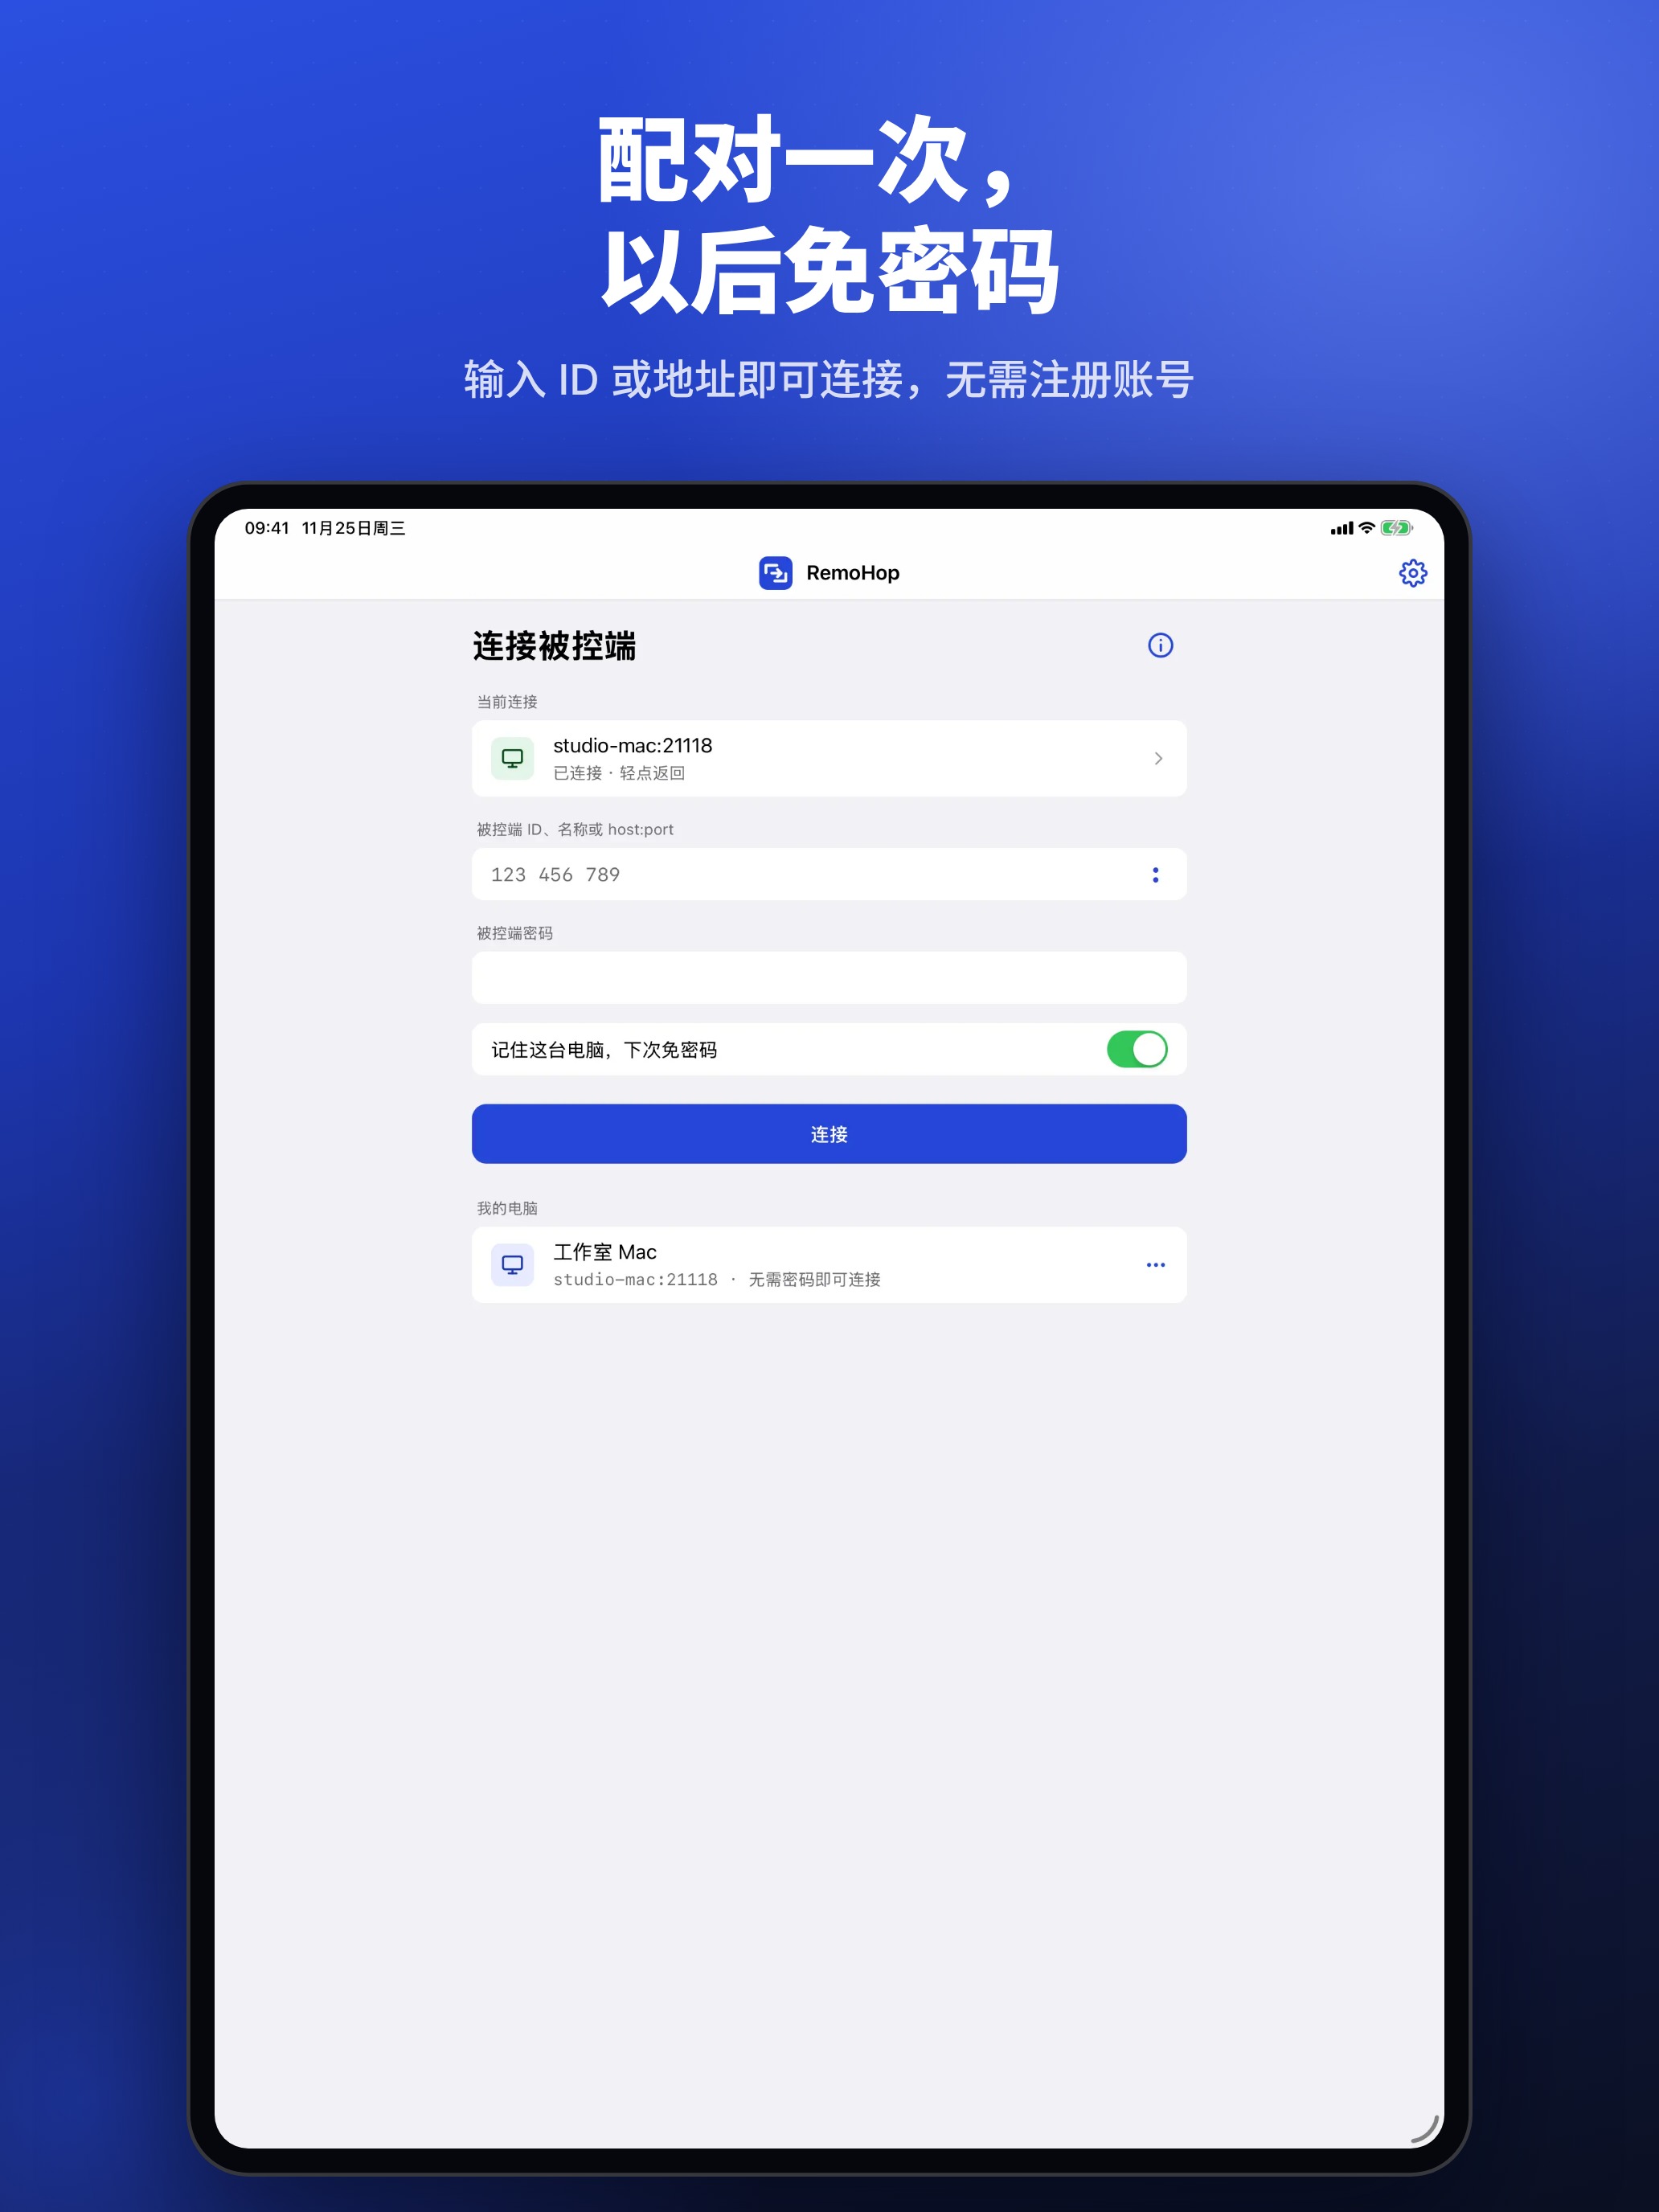 配对一次，
以后免密码
输入 ID 或地址即可连接，无需注册账号
09:41 11月25日周三
RemoHop
连接被控端
当前连接
studio-mac:21118
已连接 · 轻点返回
被控端 ID、名称或 host:port
123 456 789
被控端密码
记住这台电脑，下次免密码
连接
我的电脑
工作室 Mac
studio-mac:21118 · 无需密码即可连接